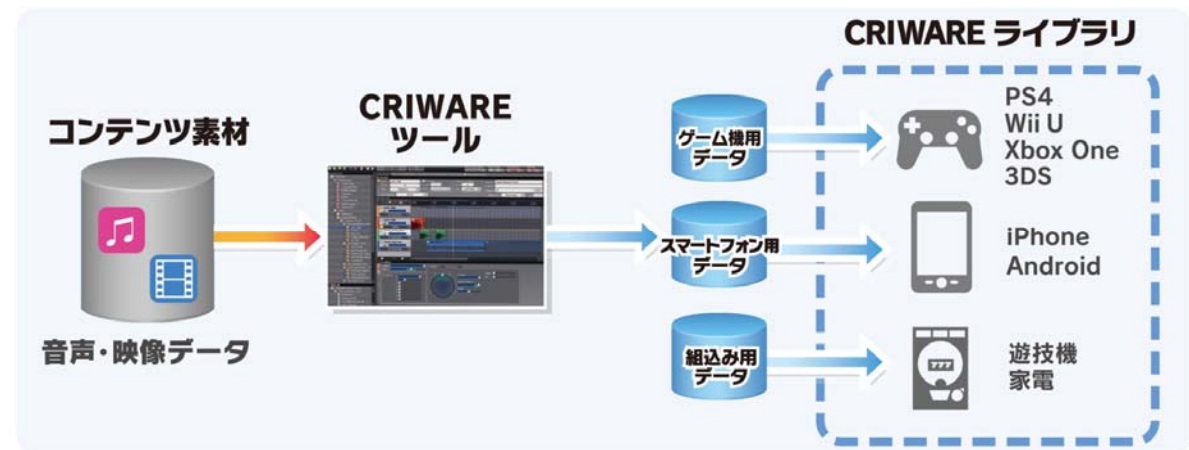 CRIWARE ライブラリ
コンテンツ素材
音声・映像データ
CRIWARE
ツール
ゲーム機用
データ
スマートフォン用
データ
組込み用
データ
PS4
Wii U
Xbox One
3DS
iPhone
Android
777
遊技機
家電